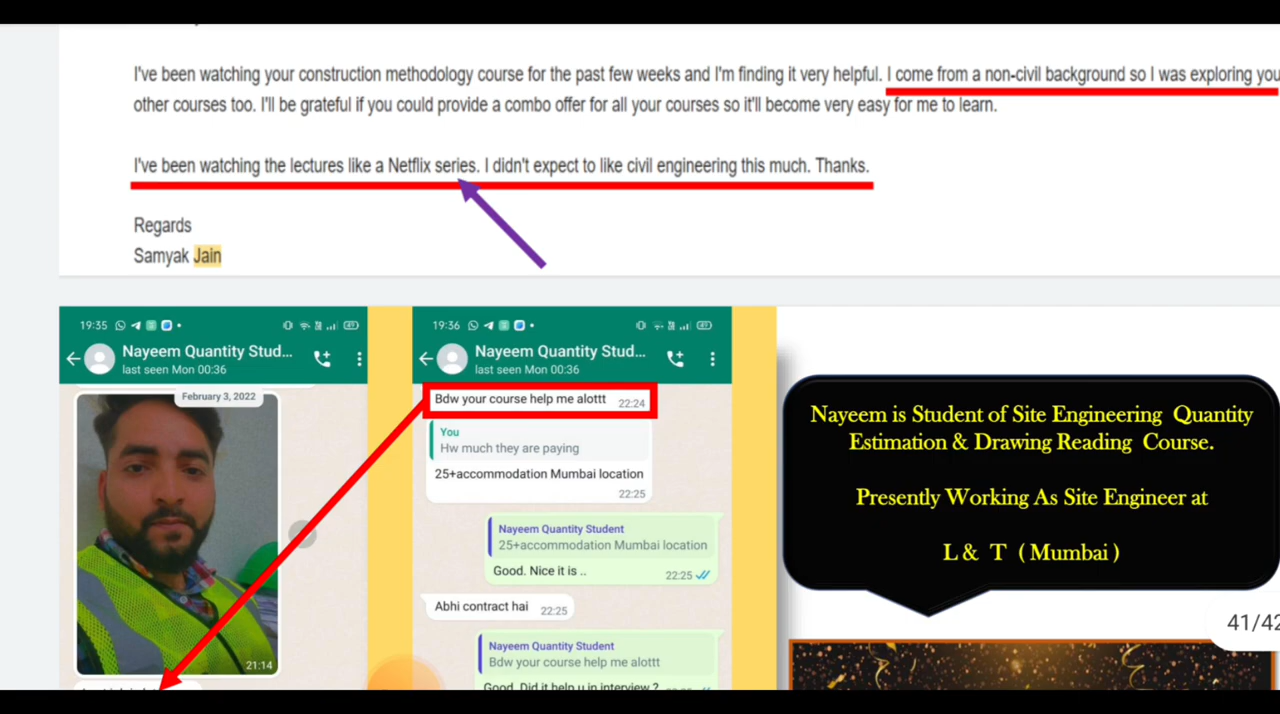 I've been watching your construction methodology course for the past few weeks and I'm finding it very helpful. I come from a non-civil background so I was exploring you
other courses too. I'll be grateful if you could provide a combo offer for all your courses so it'll become very easy for me to learn.
I've been watching the lectures like a Netflix series. I didn't expect to like civil engineering this much. Thanks.
Regards
Samyak Jain
19:35
Nayeem Quantity Stud...
last seen Mon 00:36
February 3, 2022
21:14
19:36
Nayeem Quantity Stud...
last seen Mon 00:36
Bdw your course help me alottt 22:24
You
Hw much they are paying
25+accommodation Mumbai location
22:25
Nayeem Quantity Student
25+accommodation Mumbai location
Good. Nice it is .. 22:25
Abhi contract hai 22:25
Nayeem Quantity Student
Bdw your course help me alottt
Good. Did it help u in interview ?
Nayeem is Student of Site Engineering Quantity
Estimation & Drawing Reading Course.
Presently Working As Site Engineer at
L & T ( Mumbai )
41/42